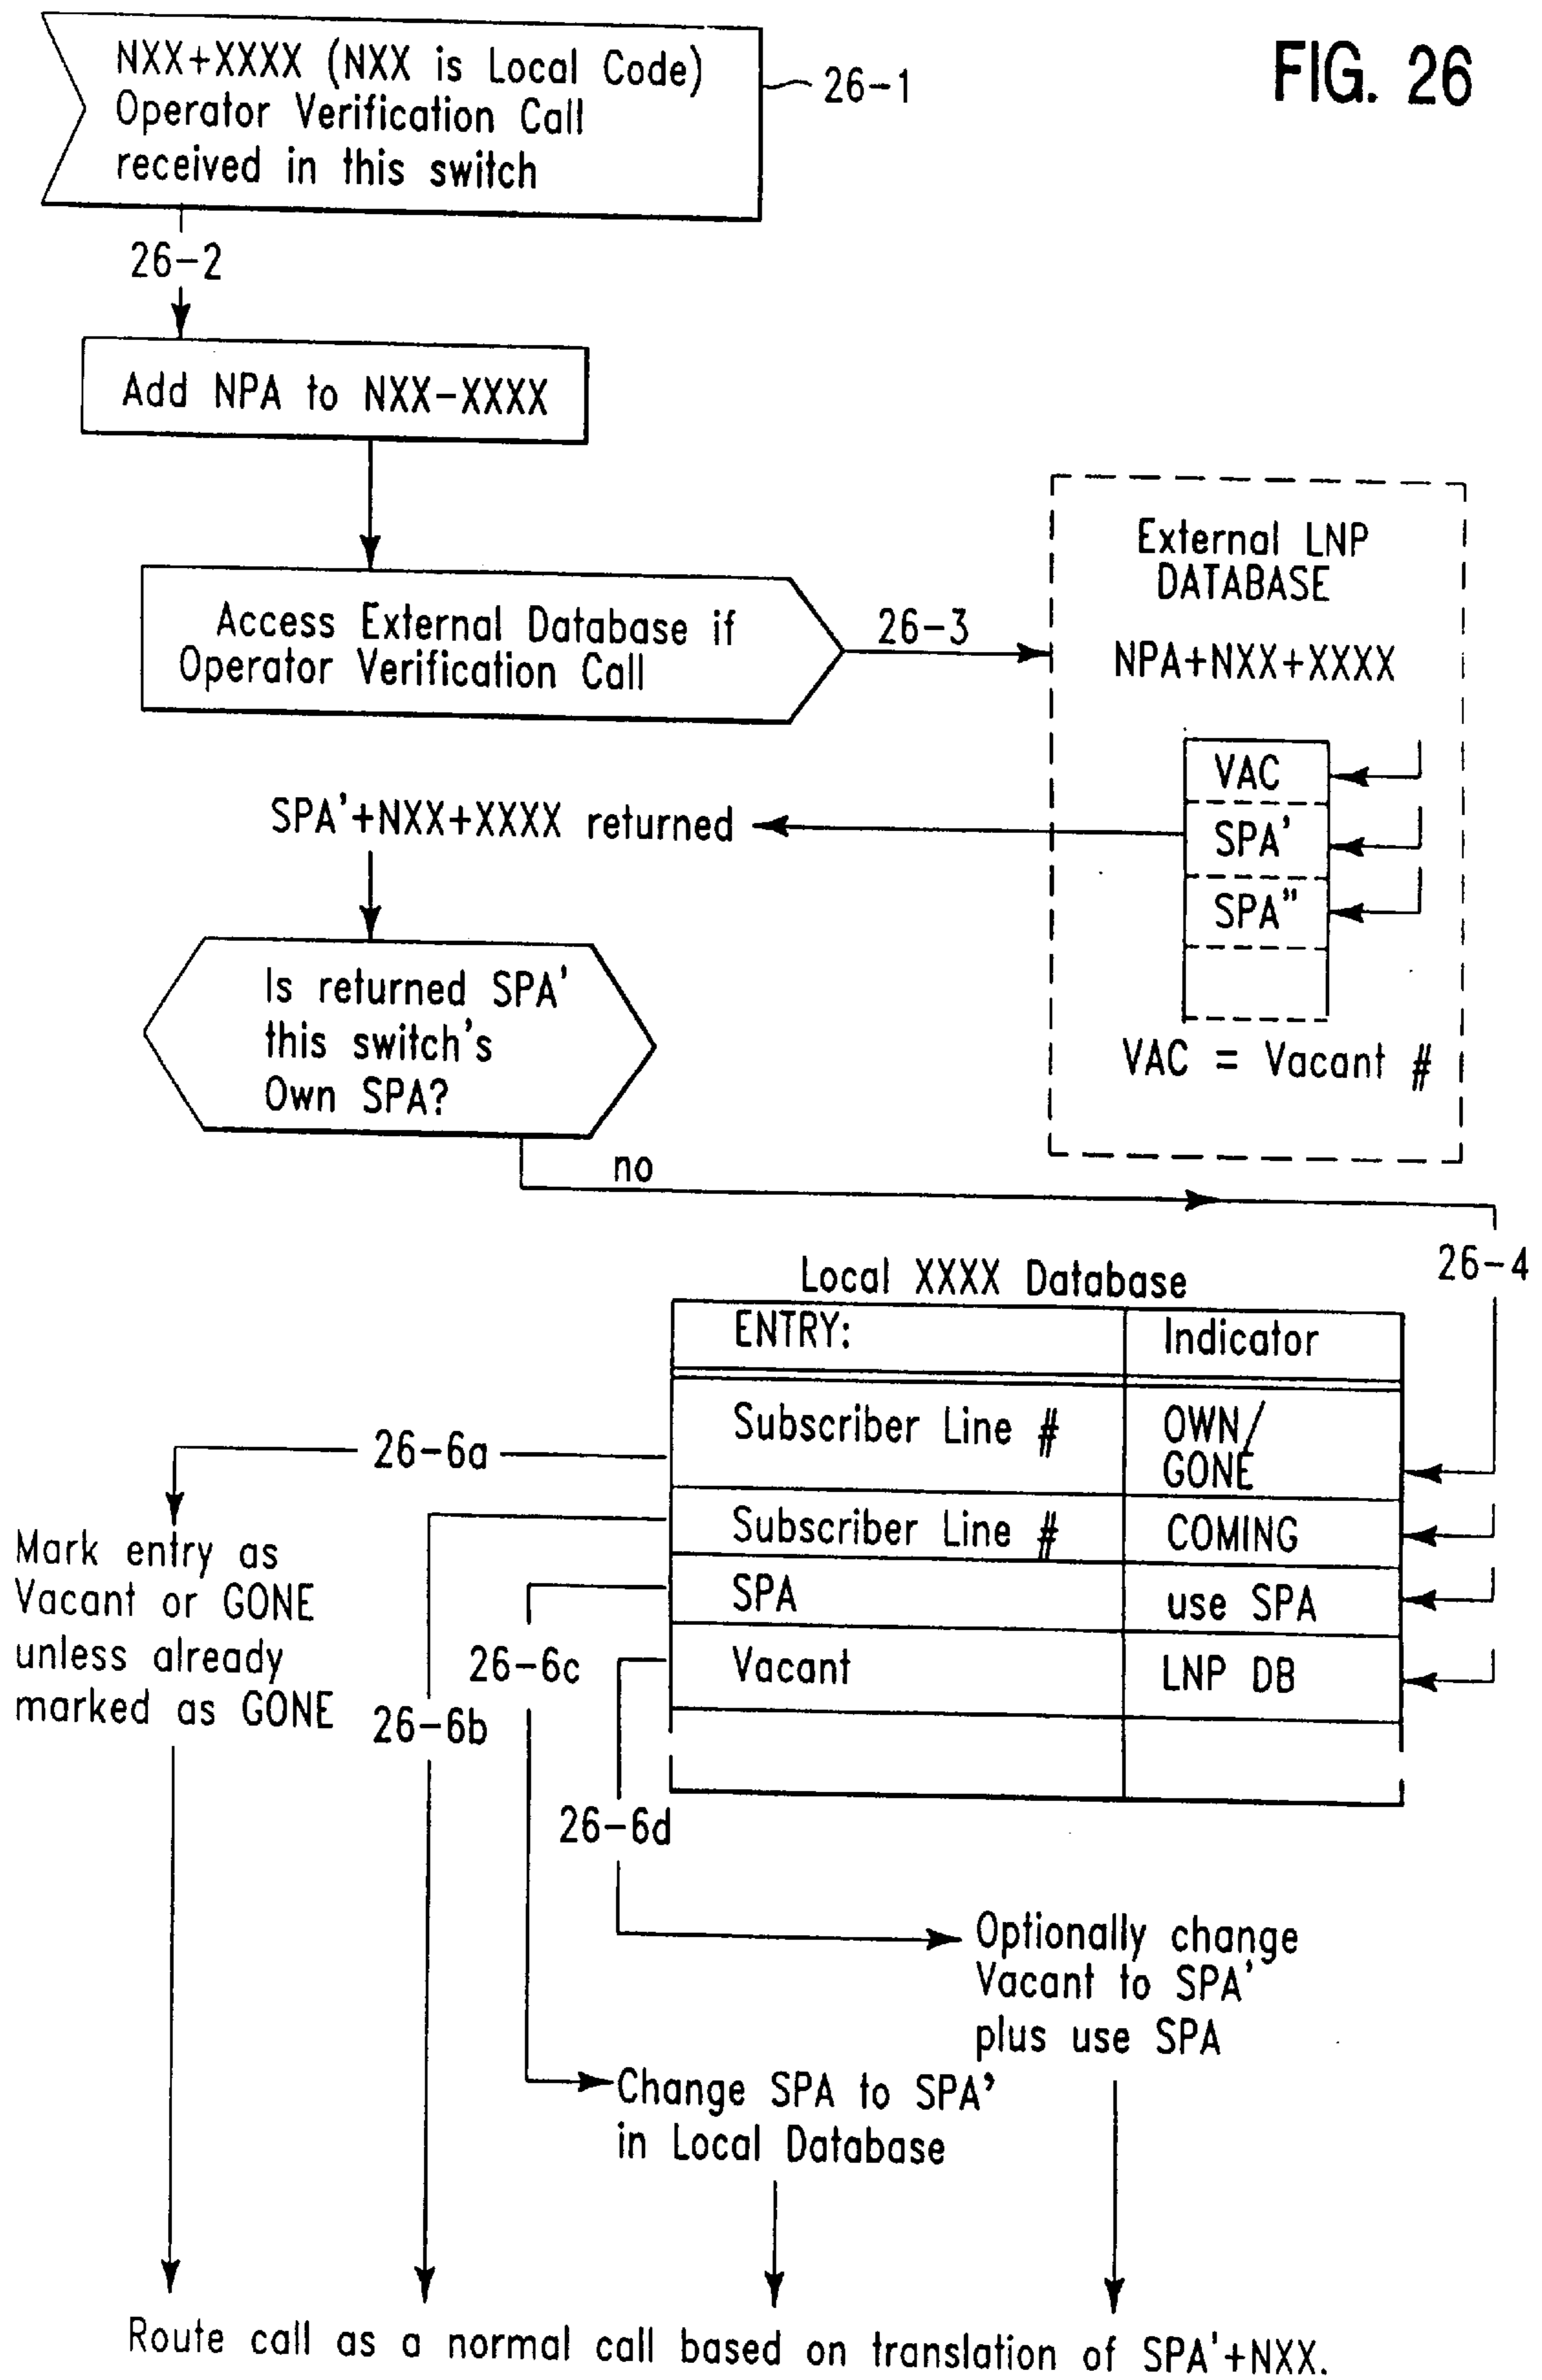 FIG. 26
NXX+XXXX (NXX is Local Code)
Operator Verification Call
received in this switch
26-1
26-2
Add NPA to NXX-XXXX
Access External Database if
Operator Verification Call
26-3
External LNP
DATABASE
NPA+NXX+XXXX
VAC
SPA'
SPA"
VAC = Vacant #
SPA'+NXX+XXXX returned
Is returned SPA'
this switch's
Own SPA?
no
26-4
Local XXXX Database
ENTRY:
Indicator
Subscriber Line #
OWN/
GONE
Subscriber Line #
COMING
SPA
use SPA
Vacant
LNP DB
26-6a
Mark entry as
Vacant or GONE
unless already
marked as GONE
26-6b
26-6c
26-6d
Optionally change
Vacant to SPA'
plus use SPA
Change SPA to SPA'
in Local Database
Route call as a normal call based on translation of SPA'+NXX.